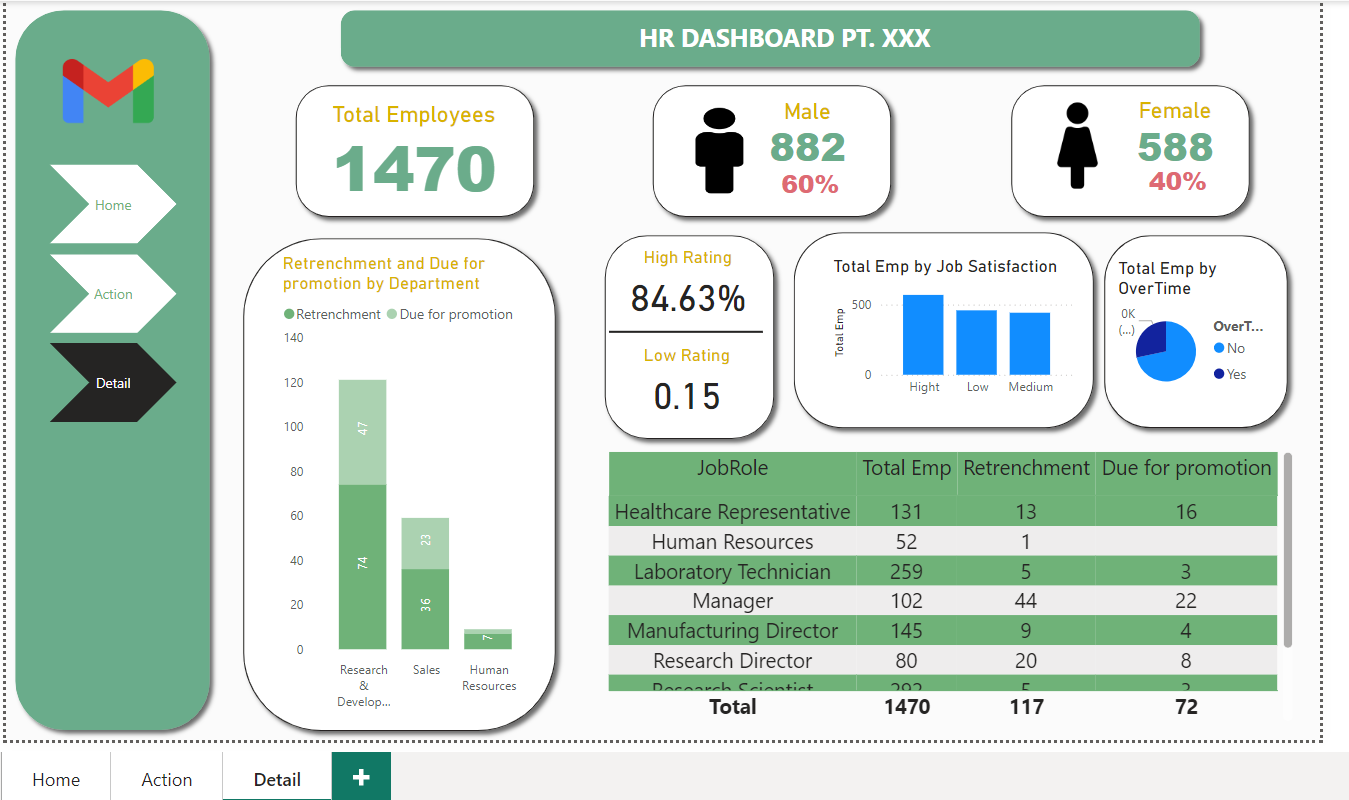 HR DASHBOARD PT. XXX
Home
Action
Detail
Total Employees
1470
Male
882
60%
Female
588
40%
Retrenchment and Due for
promotion by Department
Retrenchment Due for promotion
140
120
100
80
60
40
20
0
47
74
23
36
7
Research
&
Develop...
Sales
Human
Resources
High Rating
84.63%
Low Rating
0.15
Total Emp by Job Satisfaction
Total Emp
500
0
Hight Low Medium
Total Emp by
OverTime
0K
(...)
OverT...
No
Yes
JobRole Total Emp Retrenchment Due for promotion
Healthcare Representative 131 13 16
Human Resources 52 1
Laboratory Technician 259 5 3
Manager 102 44 22
Manufacturing Director 145 9 4
Research Director 80 20 8
Research Scientist 292 5 3
Total 1470 117 72
Home Action Detail +